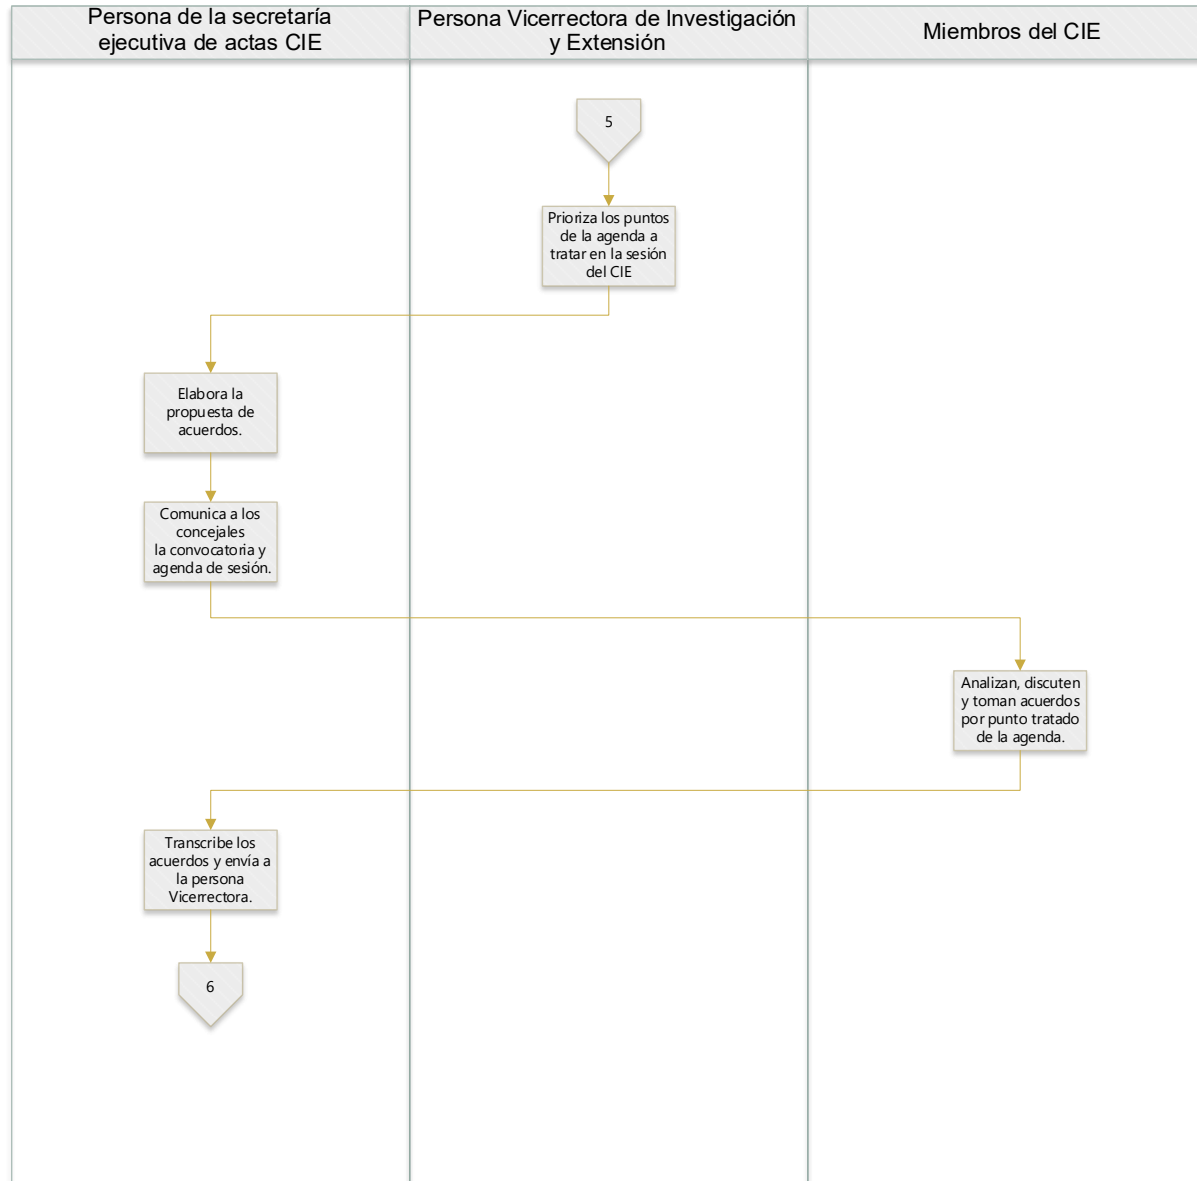 Persona de la secretaría
ejecutiva de actas CIE
Persona Vicerrectora de Investigación
y Extensión
Miembros del CIE
5
Prioriza los puntos
de la agenda a
tratar en la sesión
del CIE
Elabora la
propuesta de
acuerdos.
Comunica a los
concejales
la convocatoria y
agenda de sesión.
Analizan, discuten
y toman acuerdos
por punto tratado
de la agenda.
Transcribe los
acuerdos y envía a
la persona
Vicerrectora.
6